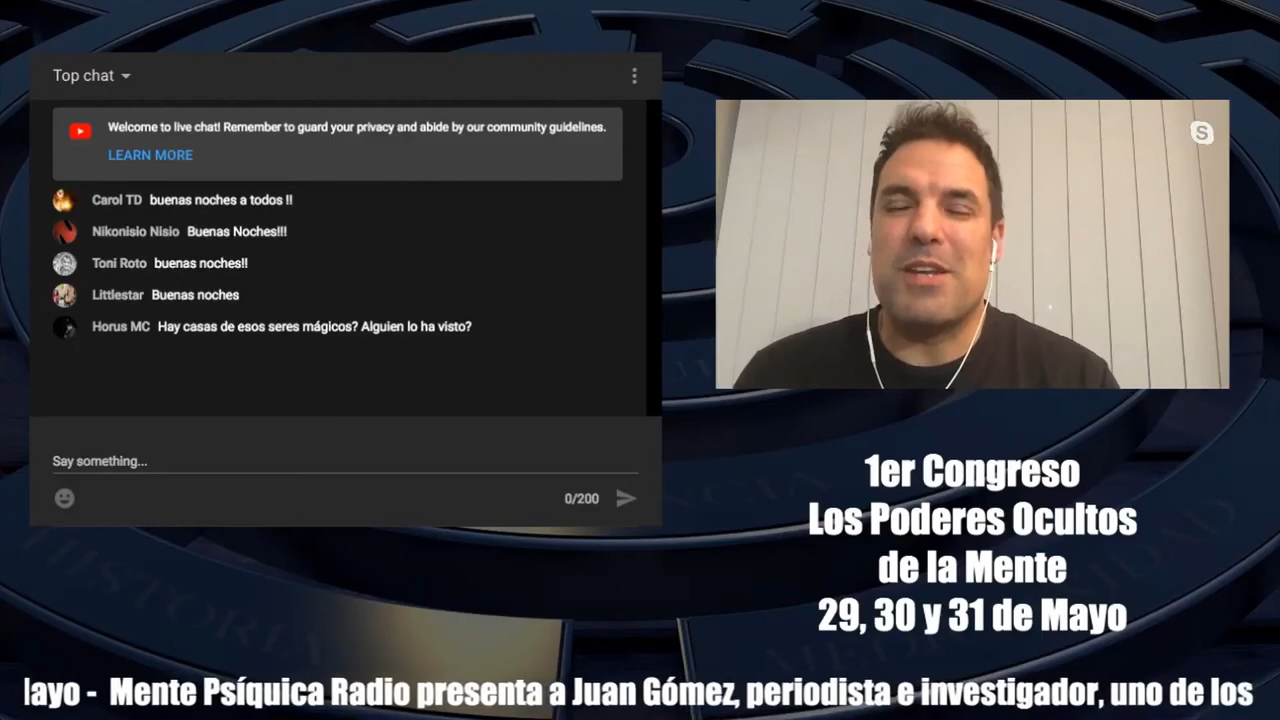 Top chat
Welcome to live chat! Remember to guard your privacy and abide by our community guidelines.
LEARN MORE
Carol TD buenas noches a todos !!
Nikonisio Nisio Buenas Noches!!!
Toni Roto buenas noches!!
Littlestar Buenas noches
Horus MC Hay casas de esos seres mágicos? Alguien lo ha visto?
Say something...
0/200
S
1er Congreso
Los Poderes Ocultos
de la Mente
29, 30 y 31 de Mayo
HISTORIA
layo - Mente Psíquica Radio presenta a Juan Gómez, periodista e investigador, uno de los